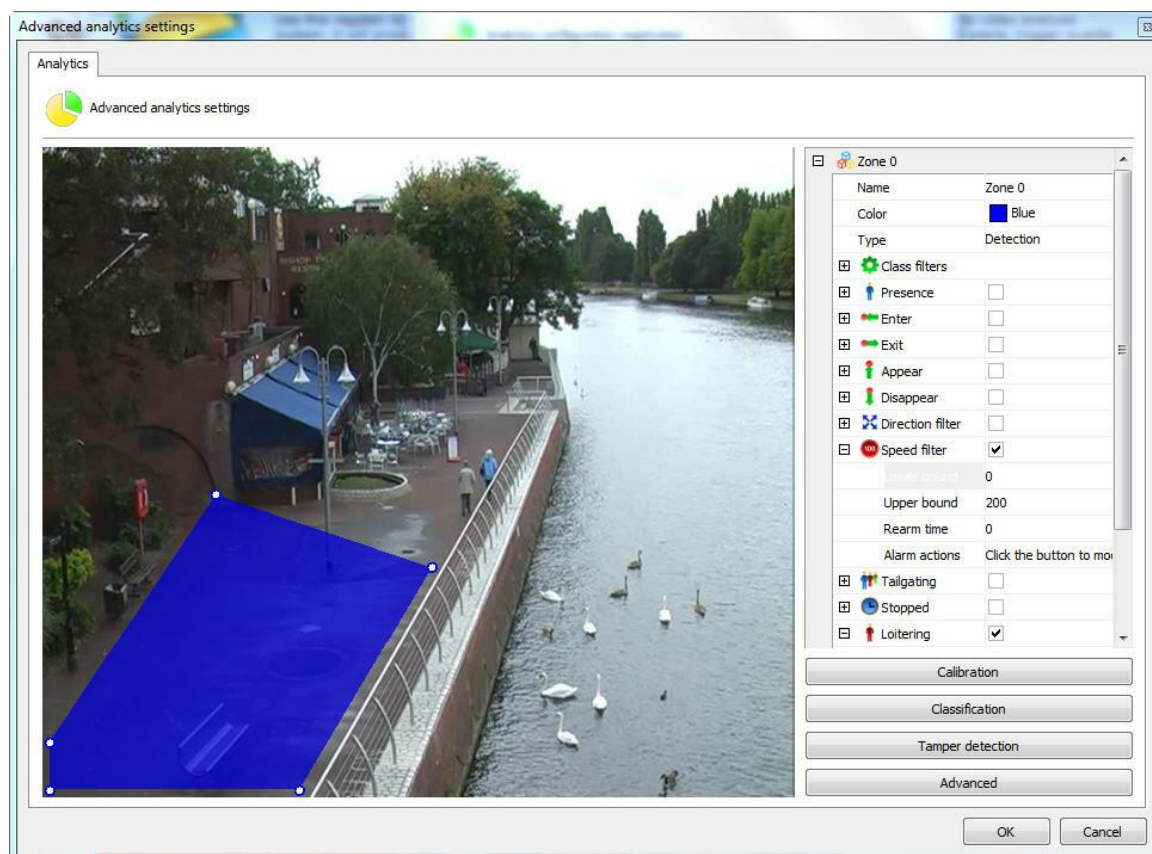 Advanced analytics settings
Analytics
Advanced analytics settings
Zone 0
Name Zone 0
Color Blue
Type Detection
Class filters
Presence
Enter
Exit
Appear
Disappear
Direction filter
100 Speed filter
Lower bound 0
Upper bound 200
Rearm time 0
Alarm actions Click the button to mo
Tailgating
Stopped
Loitering
Calibration
Classification
Tamper detection
Advanced
OK Cancel